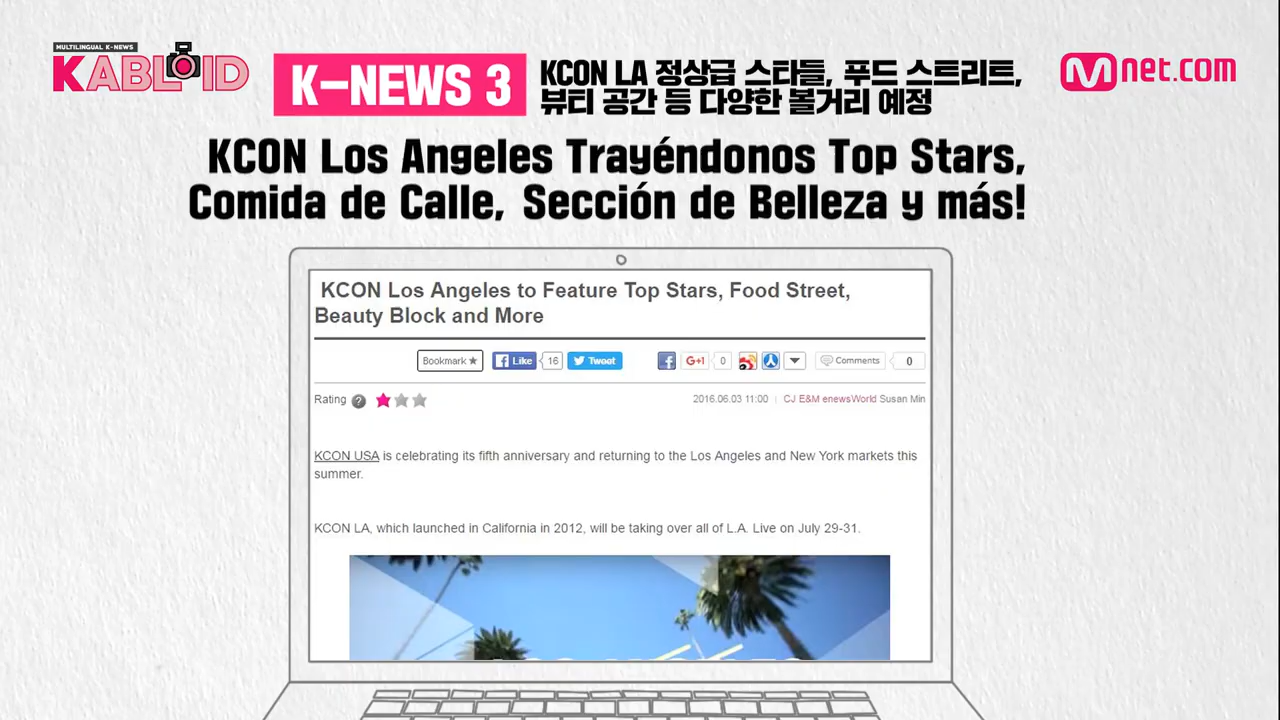 MULTILINGUAL K-NEWS
KABLOID
K-NEWS 3
KCON LA 정상급 스타들, 푸드 스트리트,
뷰티 공간 등 다양한 볼거리 예정
Mnet.com
KCON Los Angeles Trayéndonos Top Stars,
Comida de Calle, Sección de Belleza y más!
KCON Los Angeles to Feature Top Stars, Food Street,
Beauty Block and More
Bookmark ★ Like 16 Tweet G+1 0 Comments 0
Rating ? 2016.06.03 11:00 | CJ E&M enewsWorld Susan Min
KCON USA is celebrating its fifth anniversary and returning to the Los Angeles and New York markets this
summer.
KCON LA, which launched in California in 2012, will be taking over all of L.A. Live on July 29-31.